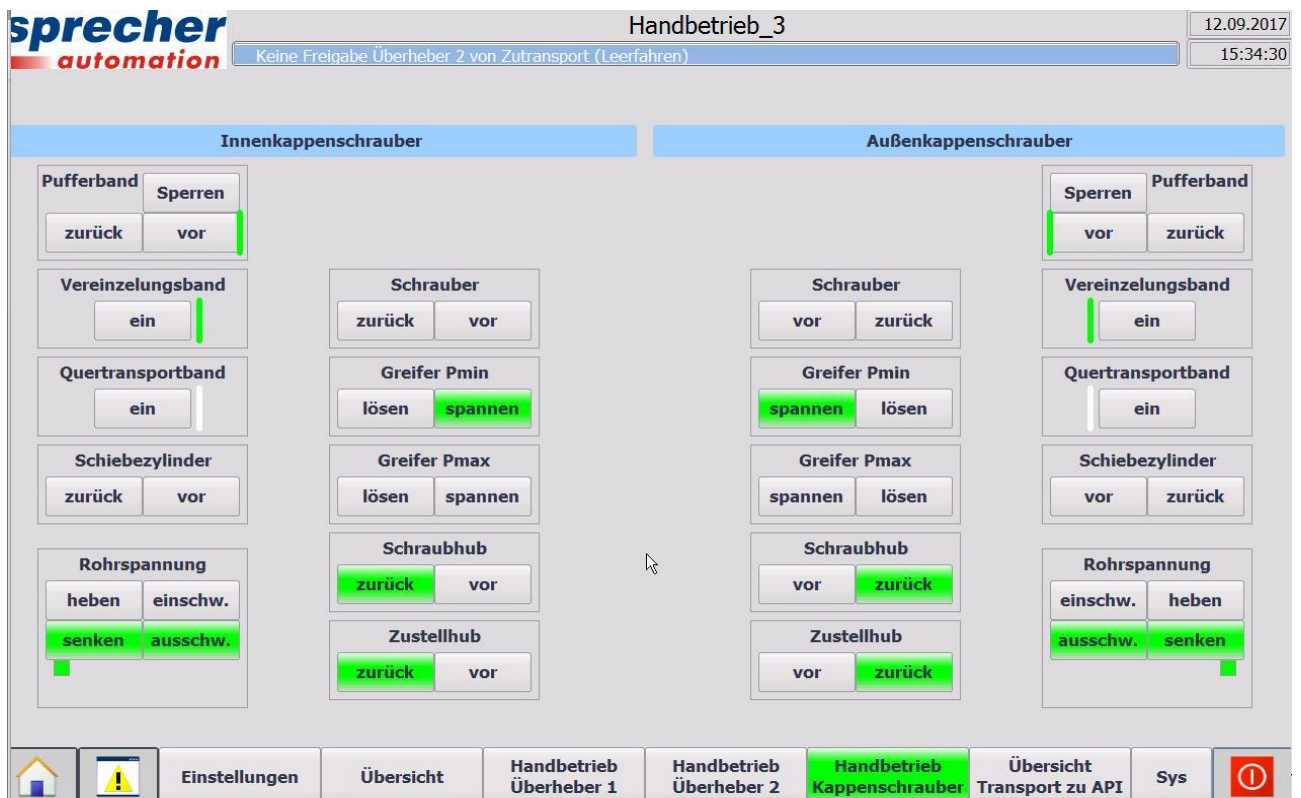 sprecher
automation
Handbetrieb_3
12.09.2017
Keine Freigabe Überheber 2 von Zutransport (Leerfahren)
15:34:30
Innenkappenschrauber
Außenkappenschrauber
Pufferband
Sperren
zurück vor
Vereinzelungsband
ein
Quertransportband
ein
Schiebezylinder
zurück vor
Rohrspannung
heben einschw.
senken ausschw.
Schrauber
zurück vor
Greifer Pmin
lösen spannen
Greifer Pmax
lösen spannen
Schraubhub
zurück vor
Zustellhub
zurück vor
Schrauber
vor zurück
Greifer Pmin
spannen lösen
Greifer Pmax
spannen lösen
Schraubhub
vor zurück
Zustellhub
vor zurück
Sperren
Pufferband
vor zurück
Vereinzelungsband
ein
Quertransportband
ein
Schiebezylinder
vor zurück
Rohrspannung
einschw. heben
ausschw. senken
Einstellungen
Übersicht
Handbetrieb
Überheber 1
Handbetrieb
Überheber 2
Handbetrieb
Kappenschrauber
Übersicht
Transport zu API
Sys